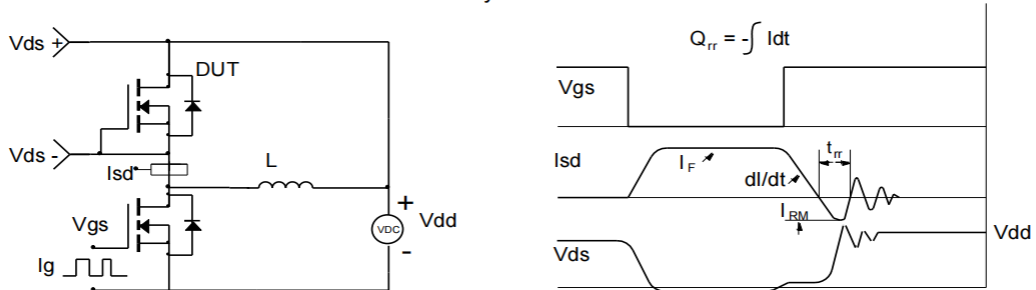 Vds +
DUT
Vds -
Isd
L
Vgs
Ig
+
VDC
-
Vdd
Qrr = -∫ Idt
Vgs
Isd
IF
dI/dt
trr
IRM
Vds
Vdd